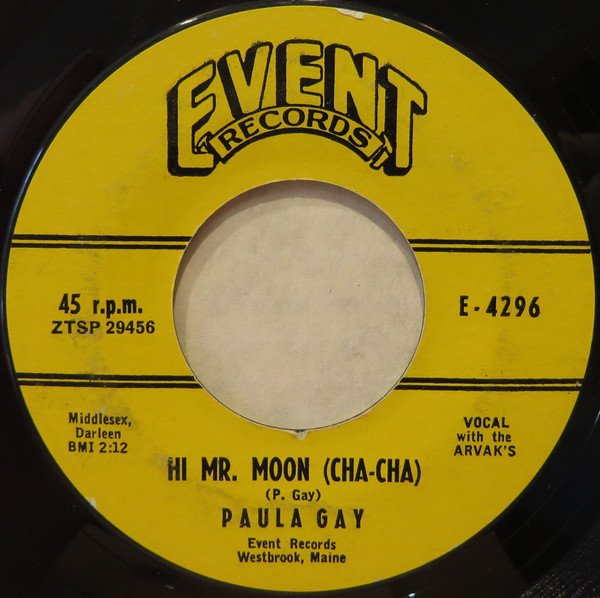 EVENT
RECORDS
45 r.p.m.
ZTSP 29456
E-4296
Middlesex,
Darleen
BMI 2:12
VOCAL
with the
ARVAK'S
HI MR. MOON (CHA-CHA)
(P. Gay)
PAULA GAY
Event Records
Westbrook, Maine